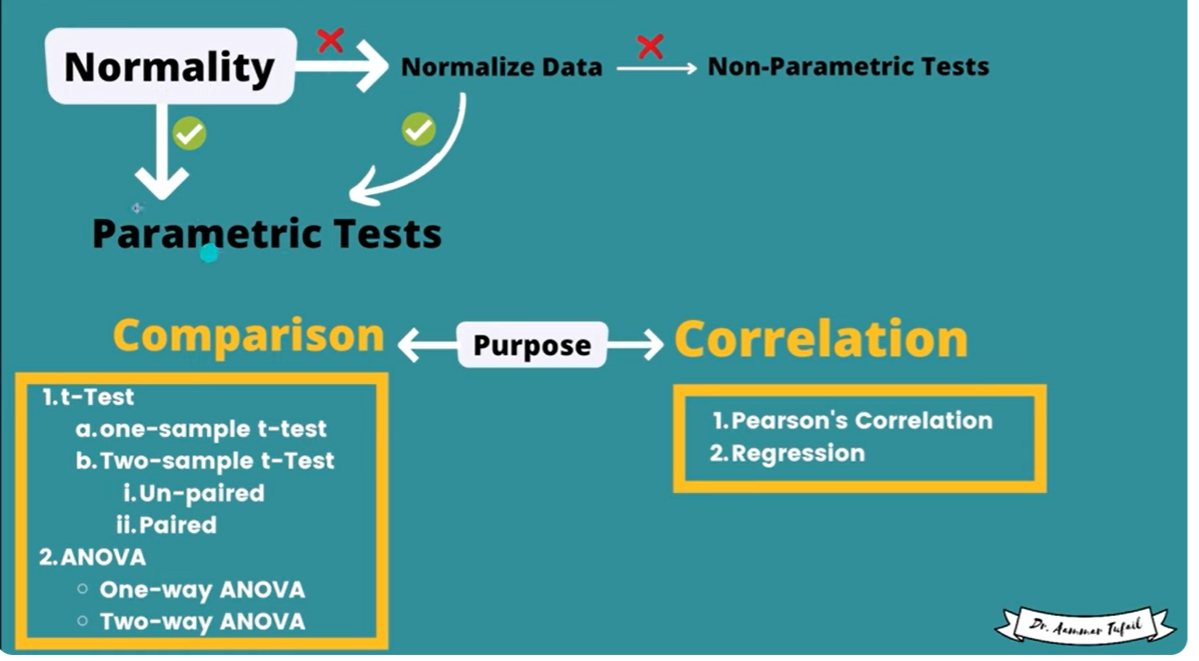 Normality
Normalize Data
Non-Parametric Tests
Parametric Tests
Comparison
Purpose
Correlation
1.t-Test
a.one-sample t-test
b.Two-sample t-Test
i.Un-paired
ii.Paired
2.ANOVA
One-way ANOVA
Two-way ANOVA
1.Pearson's Correlation
2.Regression
Dr. Aammar Tufail